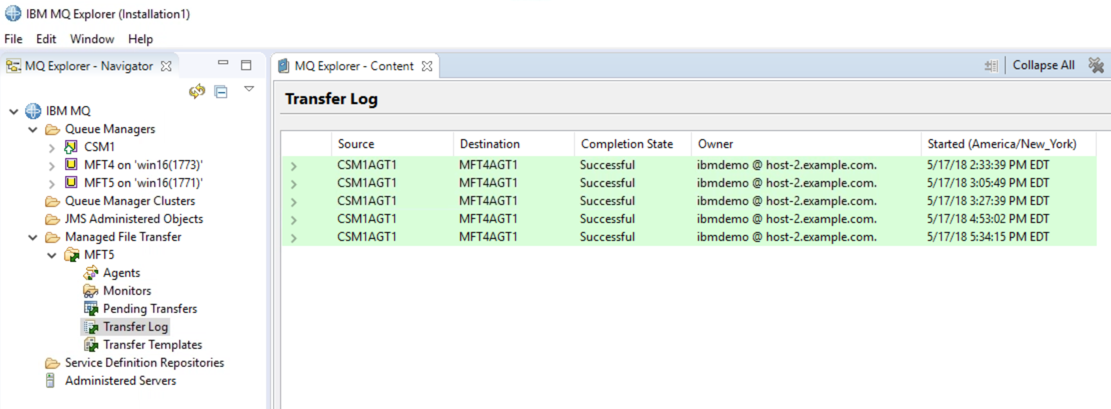 IBM MQ Explorer (Installation1)
File Edit Window Help
MQ Explorer - Navigator
IBM MQ
Queue Managers
CSM1
MFT4 on 'win16(1773)'
MFT5 on 'win16(1771)'
Queue Manager Clusters
JMS Administered Objects
Managed File Transfer
MFT5
Agents
Monitors
Pending Transfers
Transfer Log
Transfer Templates
Service Definition Repositories
Administered Servers
MQ Explorer - Content
Collapse All
Transfer Log
Source Destination Completion State Owner Started (America/New_York)
CSM1AGT1 MFT4AGT1 Successful ibmdemo @ host-2.example.com. 5/17/18 2:33:39 PM EDT
CSM1AGT1 MFT4AGT1 Successful ibmdemo @ host-2.example.com. 5/17/18 3:05:49 PM EDT
CSM1AGT1 MFT4AGT1 Successful ibmdemo @ host-2.example.com. 5/17/18 3:27:39 PM EDT
CSM1AGT1 MFT4AGT1 Successful ibmdemo @ host-2.example.com. 5/17/18 4:53:02 PM EDT
CSM1AGT1 MFT4AGT1 Successful ibmdemo @ host-2.example.com. 5/17/18 5:34:15 PM EDT